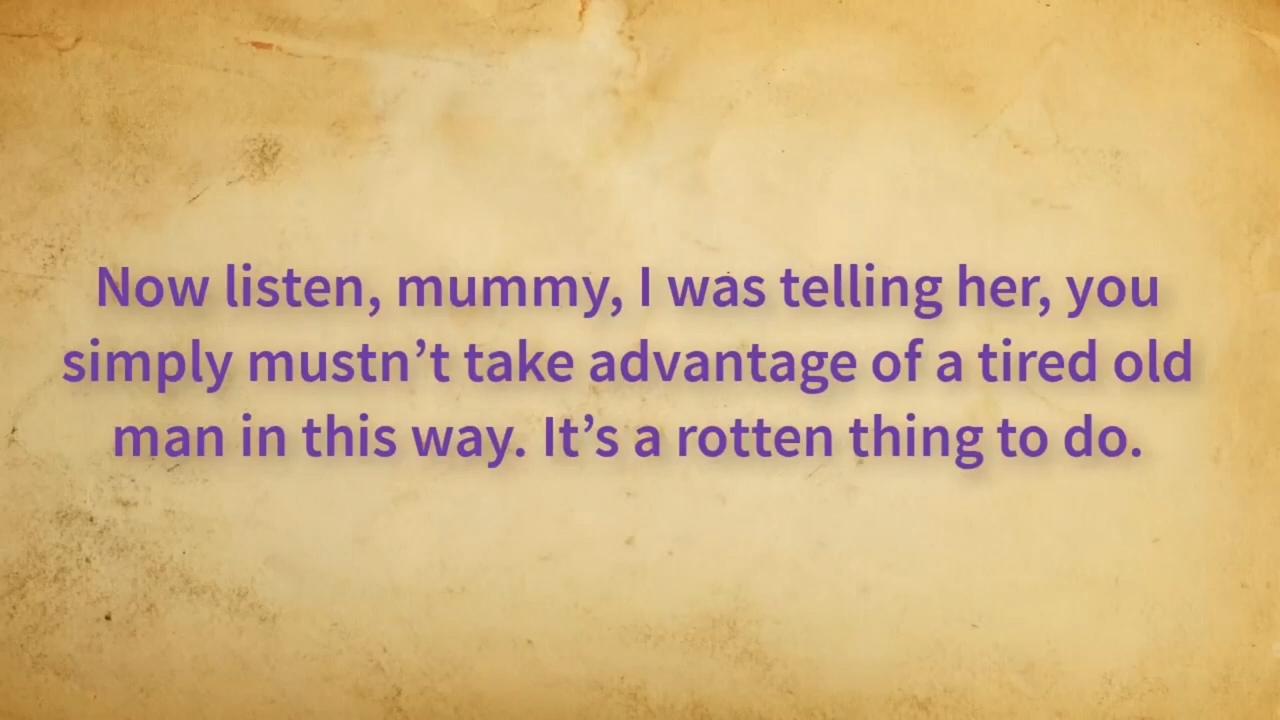 Now listen, mummy, I was telling her, you
simply mustn’t take advantage of a tired old
man in this way. It’s a rotten thing to do.